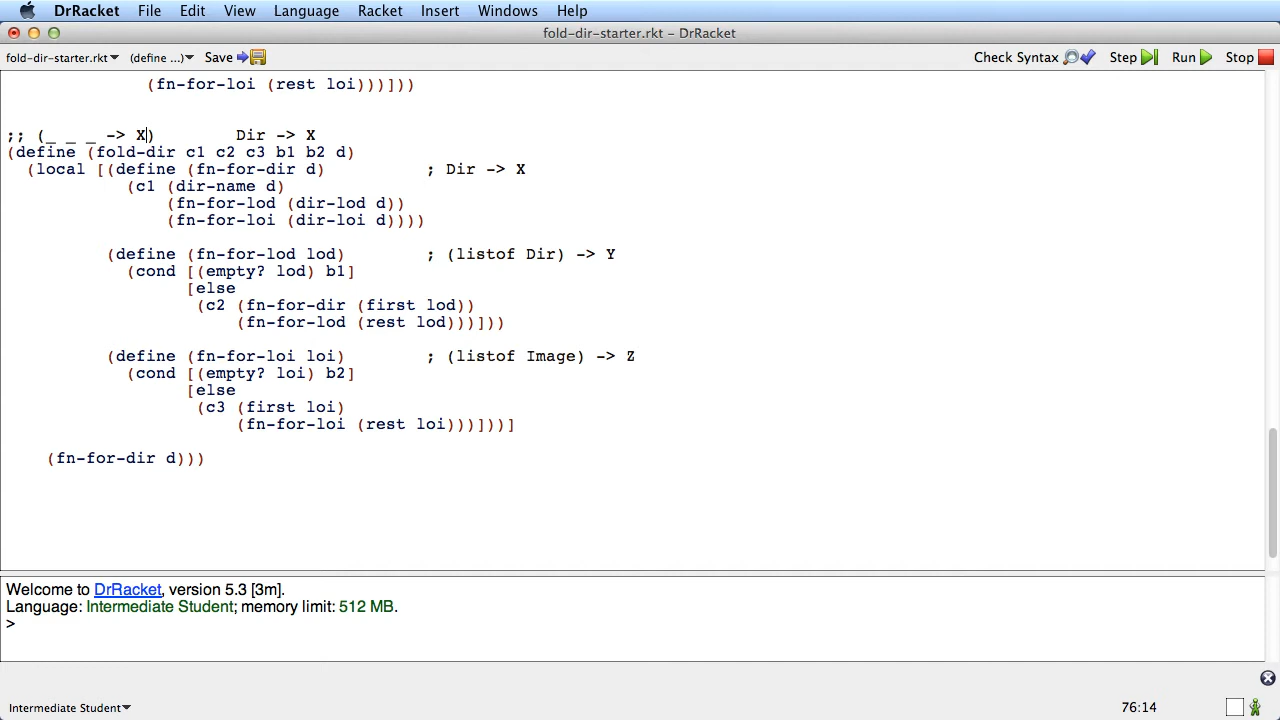 DrRacket File Edit View Language Racket Insert Windows Help
fold-dir-starter.rkt – DrRacket
fold-dir-starter.rkt (define ...) Save Check Syntax Step Run Stop
(fn-for-loi (rest loi)))]))
;; (_ _ _ -> X) Dir -> X
(define (fold-dir c1 c2 c3 b1 b2 d)
(local [(define (fn-for-dir d) ; Dir -> X
(c1 (dir-name d)
(fn-for-lod (dir-lod d))
(fn-for-loi (dir-loi d))))
(define (fn-for-lod lod) ; (listof Dir) -> Y
(cond [(empty? lod) b1]
[else
(c2 (fn-for-dir (first lod))
(fn-for-lod (rest lod)))]))
(define (fn-for-loi loi) ; (listof Image) -> Z
(cond [(empty? loi) b2]
[else
(c3 (first loi)
(fn-for-loi (rest loi)))]))]
(fn-for-dir d)))
Welcome to DrRacket, version 5.3 [3m].
Language: Intermediate Student; memory limit: 512 MB.
>
Intermediate Student 76:14